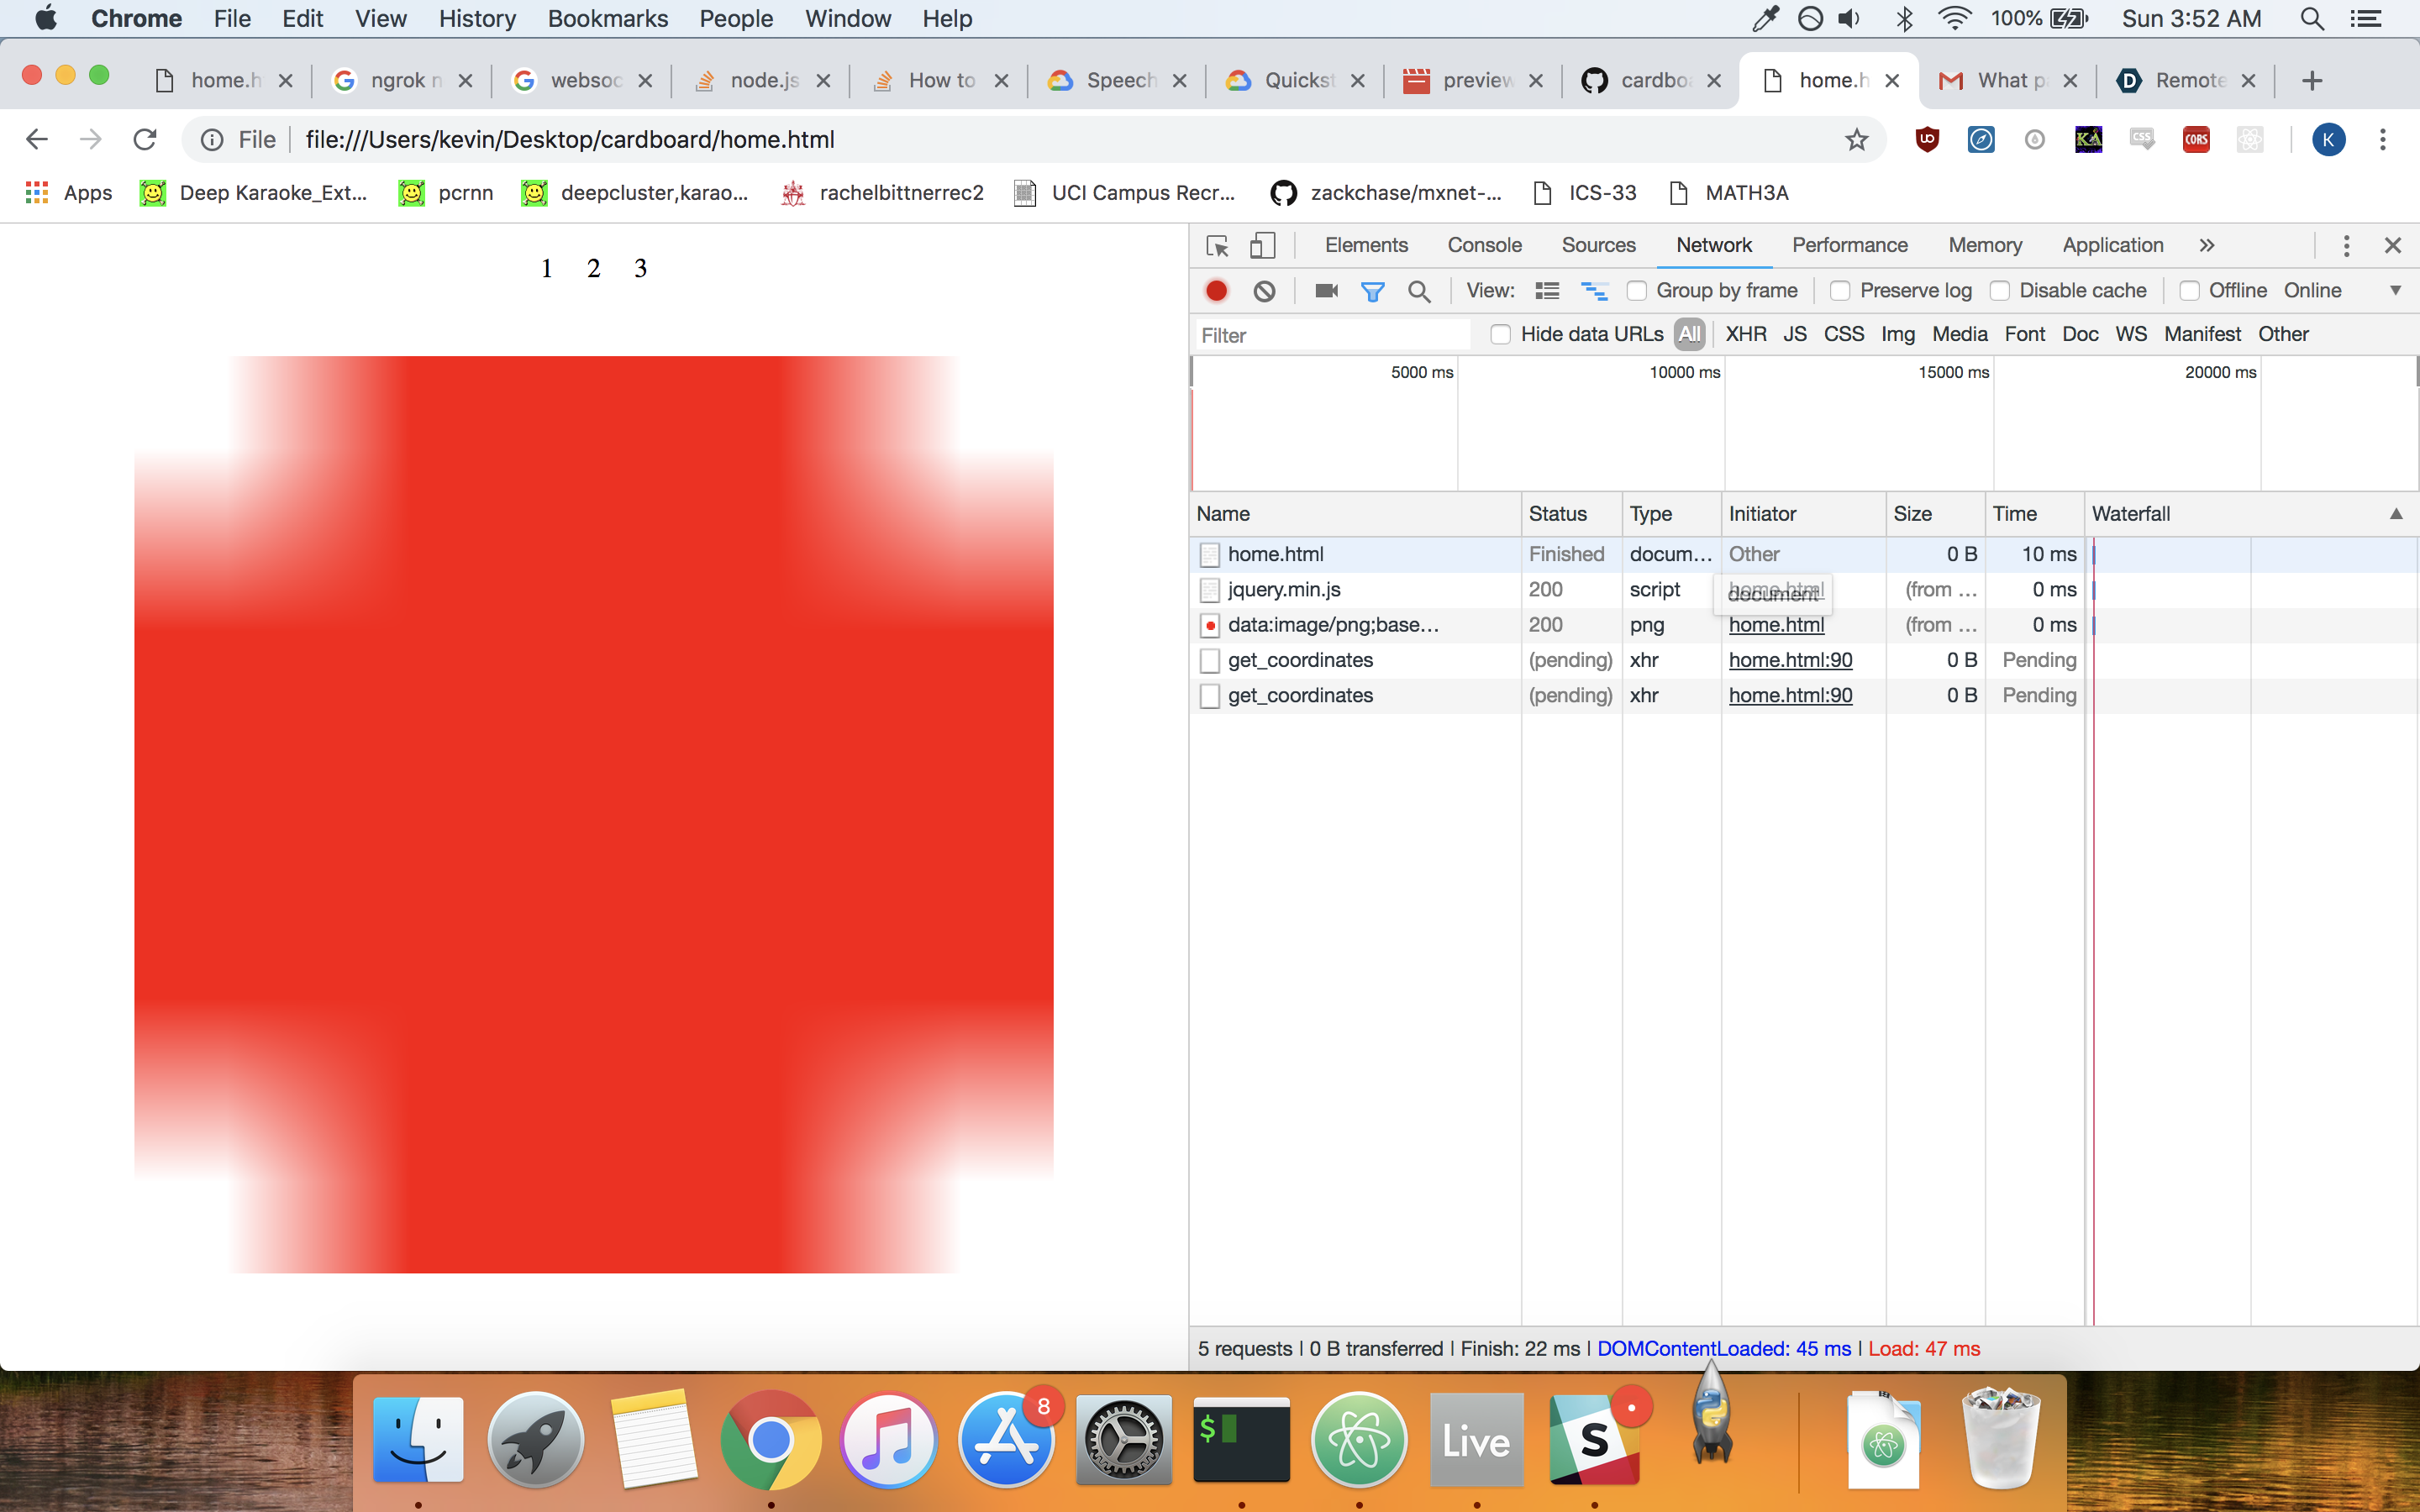 Chrome File Edit View History Bookmarks People Window Help 100% Sun 3:52 AM
home.h ngrok n websoc node.js How to Speech Quickst preview cardboa home.h What p Remote
File file:///Users/kevin/Desktop/cardboard/home.html K
Apps Deep Karaoke_Ext... pcrnn deepcluster,karao... rachelbittnerrec2 UCI Campus Recr... zackchase/mxnet-... ICS-33 MATH3A
1 2 3
Elements Console Sources Network Performance Memory Application »
View: Group by frame Preserve log Disable cache Offline Online
Filter Hide data URLs All XHR JS CSS Img Media Font Doc WS Manifest Other
5000 ms 10000 ms 15000 ms 20000 ms
Name Status Type Initiator Size Time Waterfall
home.html Finished docum... Other 0 B 10 ms
jquery.min.js 200 script home.html (from ... 0 ms
document
data:image/png;base... 200 png home.html (from ... 0 ms
get_coordinates (pending) xhr home.html:90 0 B Pending
get_coordinates (pending) xhr home.html:90 0 B Pending
5 requests | 0 B transferred | Finish: 22 ms | DOMContentLoaded: 45 ms | Load: 47 ms
8
$ Live S